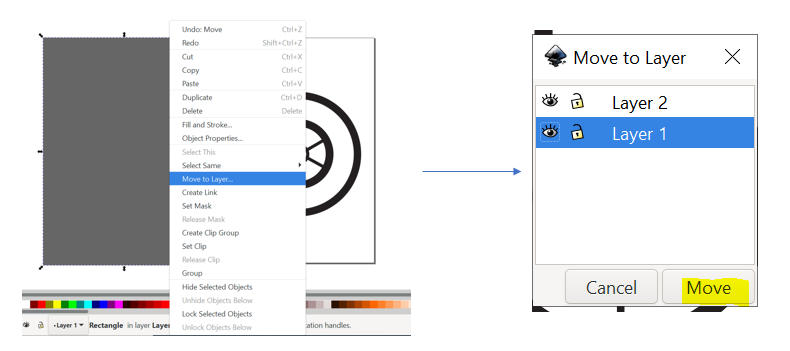 Undo: Move Ctrl+Z
Redo Shift+Ctrl+Z
Cut Ctrl+X
Copy Ctrl+C
Paste Ctrl+V
Duplicate Ctrl+D
Delete Delete
Fill and Stroke...
Object Properties...
Select This
Select Same
Move to Layer...
Create Link
Set Mask
Release Mask
Create Clip Group
Set Clip
Release Clip
Group
Hide Selected Objects
Unhide Objects Below
Lock Selected Objects
Unlock Objects Below
•Layer 1 Rectangle in layer Layer
tation handles.
Move to Layer
Layer 2
Layer 1
Cancel Move